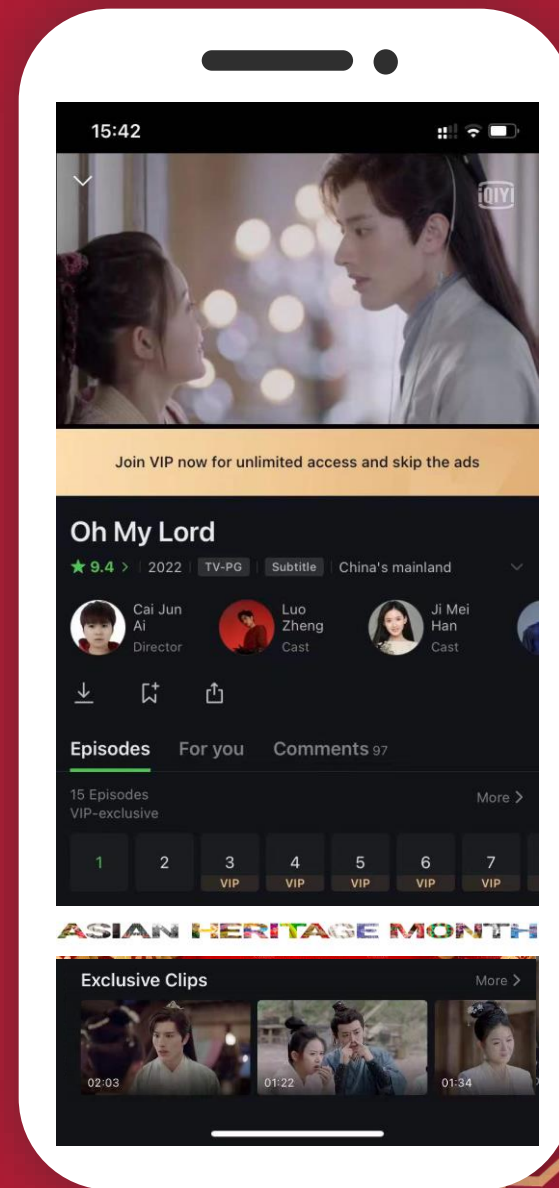 15:42
iQIYI
Join VIP now for unlimited access and skip the ads
Oh My Lord
★ 9.4 > 2022 TV-PG Subtitle China's mainland
Cai Jun
Ai
Director
Luo
Zheng
Cast
Ji Mei
Han
Cast
Episodes For you Comments 97
15 Episodes
VIP-exclusive
More >
1 2 3 4 5 6 7
VIP VIP VIP VIP VIP
ASIAN HERITAGE MONTH
Exclusive Clips More >
02:03 01:22 01:34